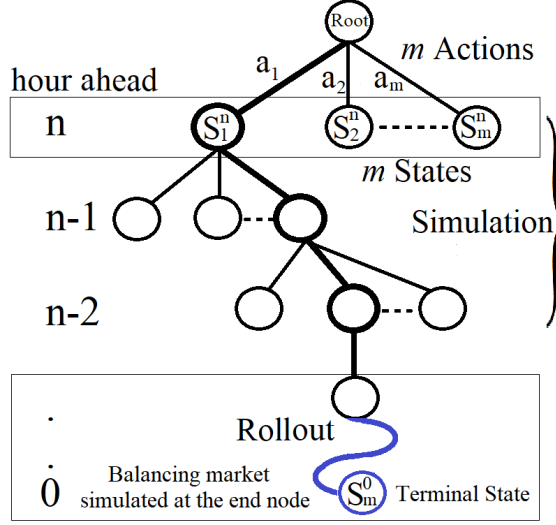 Root
m Actions
a₁ a₂ aₘ
hour ahead
n S₁ⁿ S₂ⁿ Sₘⁿ
m States
n-1 Simulation
n-2
.
Rollout
.
0 Balancing market
simulated at the end node Sₘ⁰ Terminal State